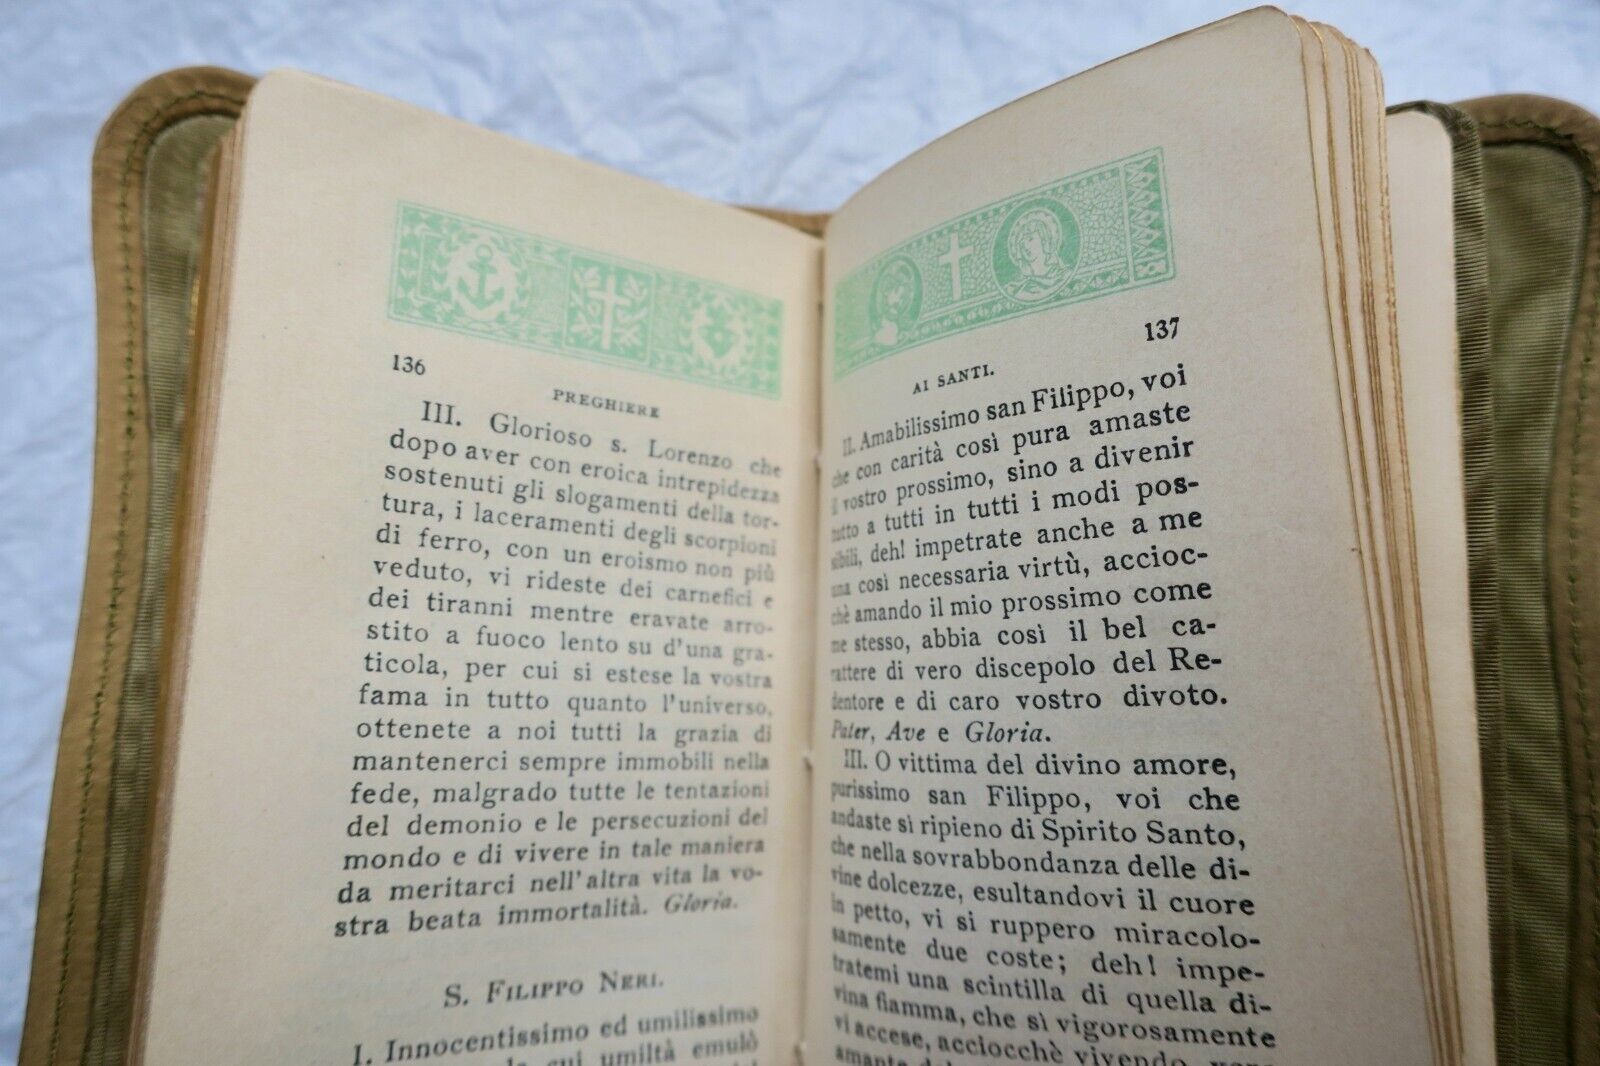 136
PREGHIERE
III. Glorioso s. Lorenzo che
dopo aver con eroica intrepidezza
sostenuti gli slogamenti della tor-
tura, i laceramenti degli scorpioni
di ferro, con un eroismo non più
veduto, vi rideste dei carnefici e
dei tiranni mentre eravate arro-
stito a fuoco lento su d'una gra-
ticola, per cui si estese la vostra
fama in tutto quanto l'universo,
ottenete a noi tutti la grazia di
mantenerci sempre immobili nella
fede, malgrado tutte le tentazioni
del demonio e le persecuzioni del
mondo e di vivere in tale maniera
da meritarci nell'altra vita la vo-
stra beata immortalità. Gloria.
S. FILIPPO NERI.
I. Innocentissimo ed umilissimo
cui umiltà emulò
137
AI SANTI.
II. Amabilissimo san Filippo, voi
che con carità così pura amaste
il vostro prossimo, sino a divenir
tutto a tutti in tutti i modi pos-
sibili, deh! impetrate anche a me
una così necessaria virtù, accioc-
chè amando il mio prossimo come
me stesso, abbia così il bel ca-
rattere di vero discepolo del Re-
dentore e di caro vostro divoto.
Pater, Ave e Gloria.
III. O vittima del divino amore,
purissimo san Filippo, voi che
andaste sì ripieno di Spirito Santo,
che nella sovrabbondanza delle di-
vine dolcezze, esultandovi il cuore
in petto, vi si ruppero miracolo-
samente due coste; deh! impe-
tratemi una scintilla di quella di-
vina fiamma, che sì vigorosamente
vi accese, acciocchè vivendo
amante